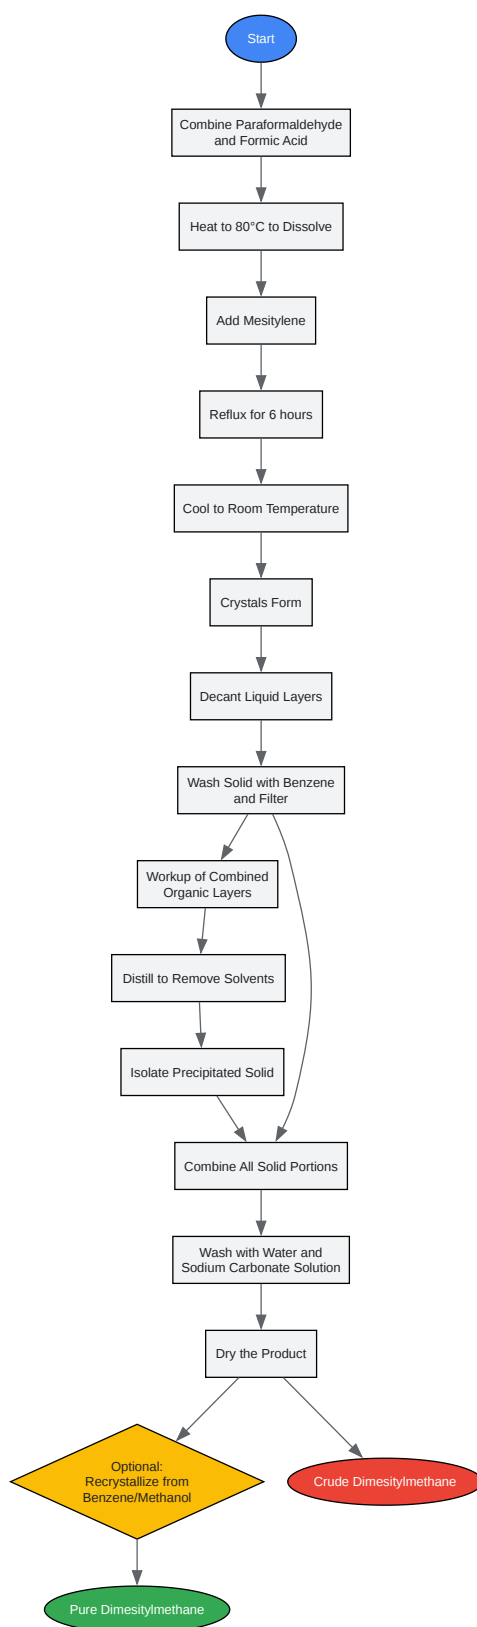 Start
Combine Paraformaldehyde
and Formic Acid
Heat to 80°C to Dissolve
Add Mesitylene
Reflux for 6 hours
Cool to Room Temperature
Crystals Form
Decant Liquid Layers
Wash Solid with Benzene
and Filter
Workup of Combined
Organic Layers
Distill to Remove Solvents
Isolate Precipitated Solid
Combine All Solid Portions
Wash with Water and
Sodium Carbonate Solution
Dry the Product
Optional:
Recrystallize from
Benzene/Methanol
Crude Dimesitylmethane
Pure Dimesitylmethane